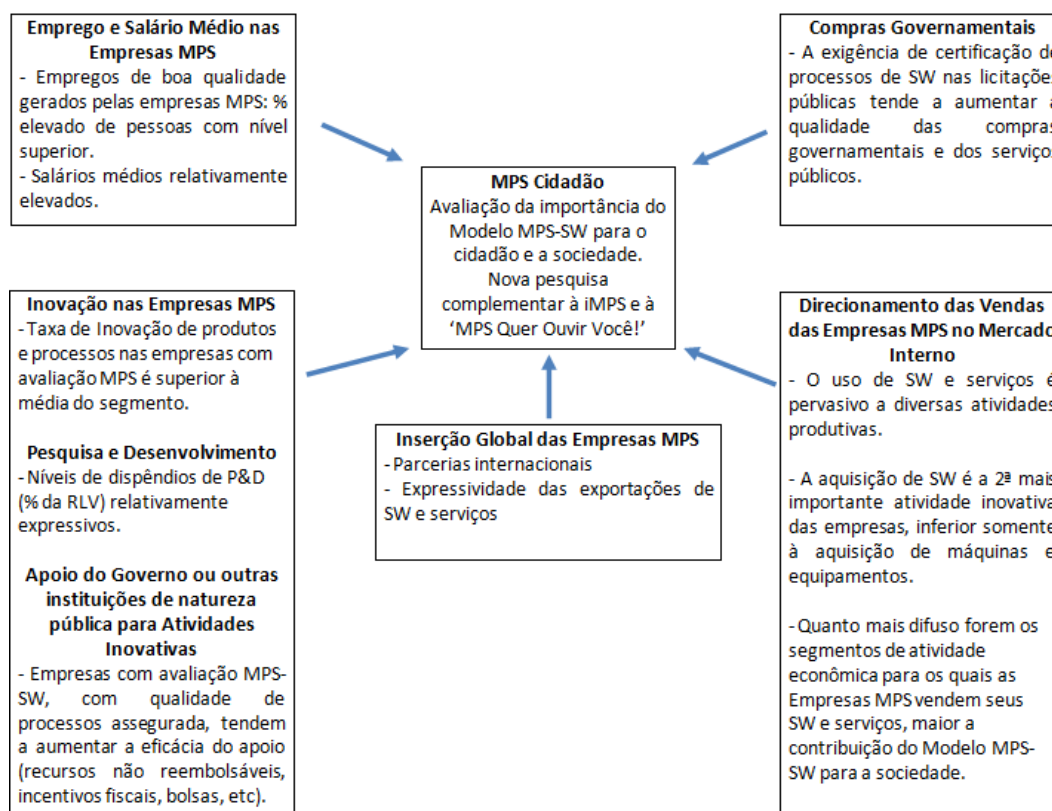 Emprego e Salário Médio nas
Empresas MPS
- Empregos de boa qualidade
gerados pelas empresas MPS: %
elevado de pessoas com nível
superior.
- Salários médios relativamente
elevados.
Compras Governamentais
- A exigência de certificação de
processos de SW nas licitações
públicas tende a aumentar a
qualidade das compras
governamentais e dos serviços
públicos.
MPS Cidadão
Avaliação da importância do
Modelo MPS-SW para o
cidadão e a sociedade.
Nova pesquisa
complementar à iMPS e à
‘MPS Quer Ouvir Você!’
Inovação nas Empresas MPS
- Taxa de Inovação de produtos
e processos nas empresas com
avaliação MPS é superior à
média do segmento.
Pesquisa e Desenvolvimento
- Níveis de dispêndios de P&D
(% da RLV) relativamente
expressivos.
Apoio do Governo ou outras
instituições de natureza
pública para Atividades
Inovativas
- Empresas com avaliação MPS-
SW, com qualidade de
processos assegurada, tendem
a aumentar a eficácia do apoio
(recursos não reembolsáveis,
incentivos fiscais, bolsas, etc).
Inserção Global das Empresas MPS
- Parcerias internacionais
- Expressividade das exportações de
SW e serviços
Direcionamento das Vendas
das Empresas MPS no Mercado
Interno
- O uso de SW e serviços é
pervasivo a diversas atividades
produtivas.
- A aquisição de SW é a 2ª mais
importante atividade inovativa
das empresas, inferior somente
à aquisição de máquinas e
equipamentos.
- Quanto mais difuso forem os
segmentos de atividade
econômica para os quais as
Empresas MPS vendem seus
SW e serviços, maior a
contribuição do Modelo MPS-
SW para a sociedade.